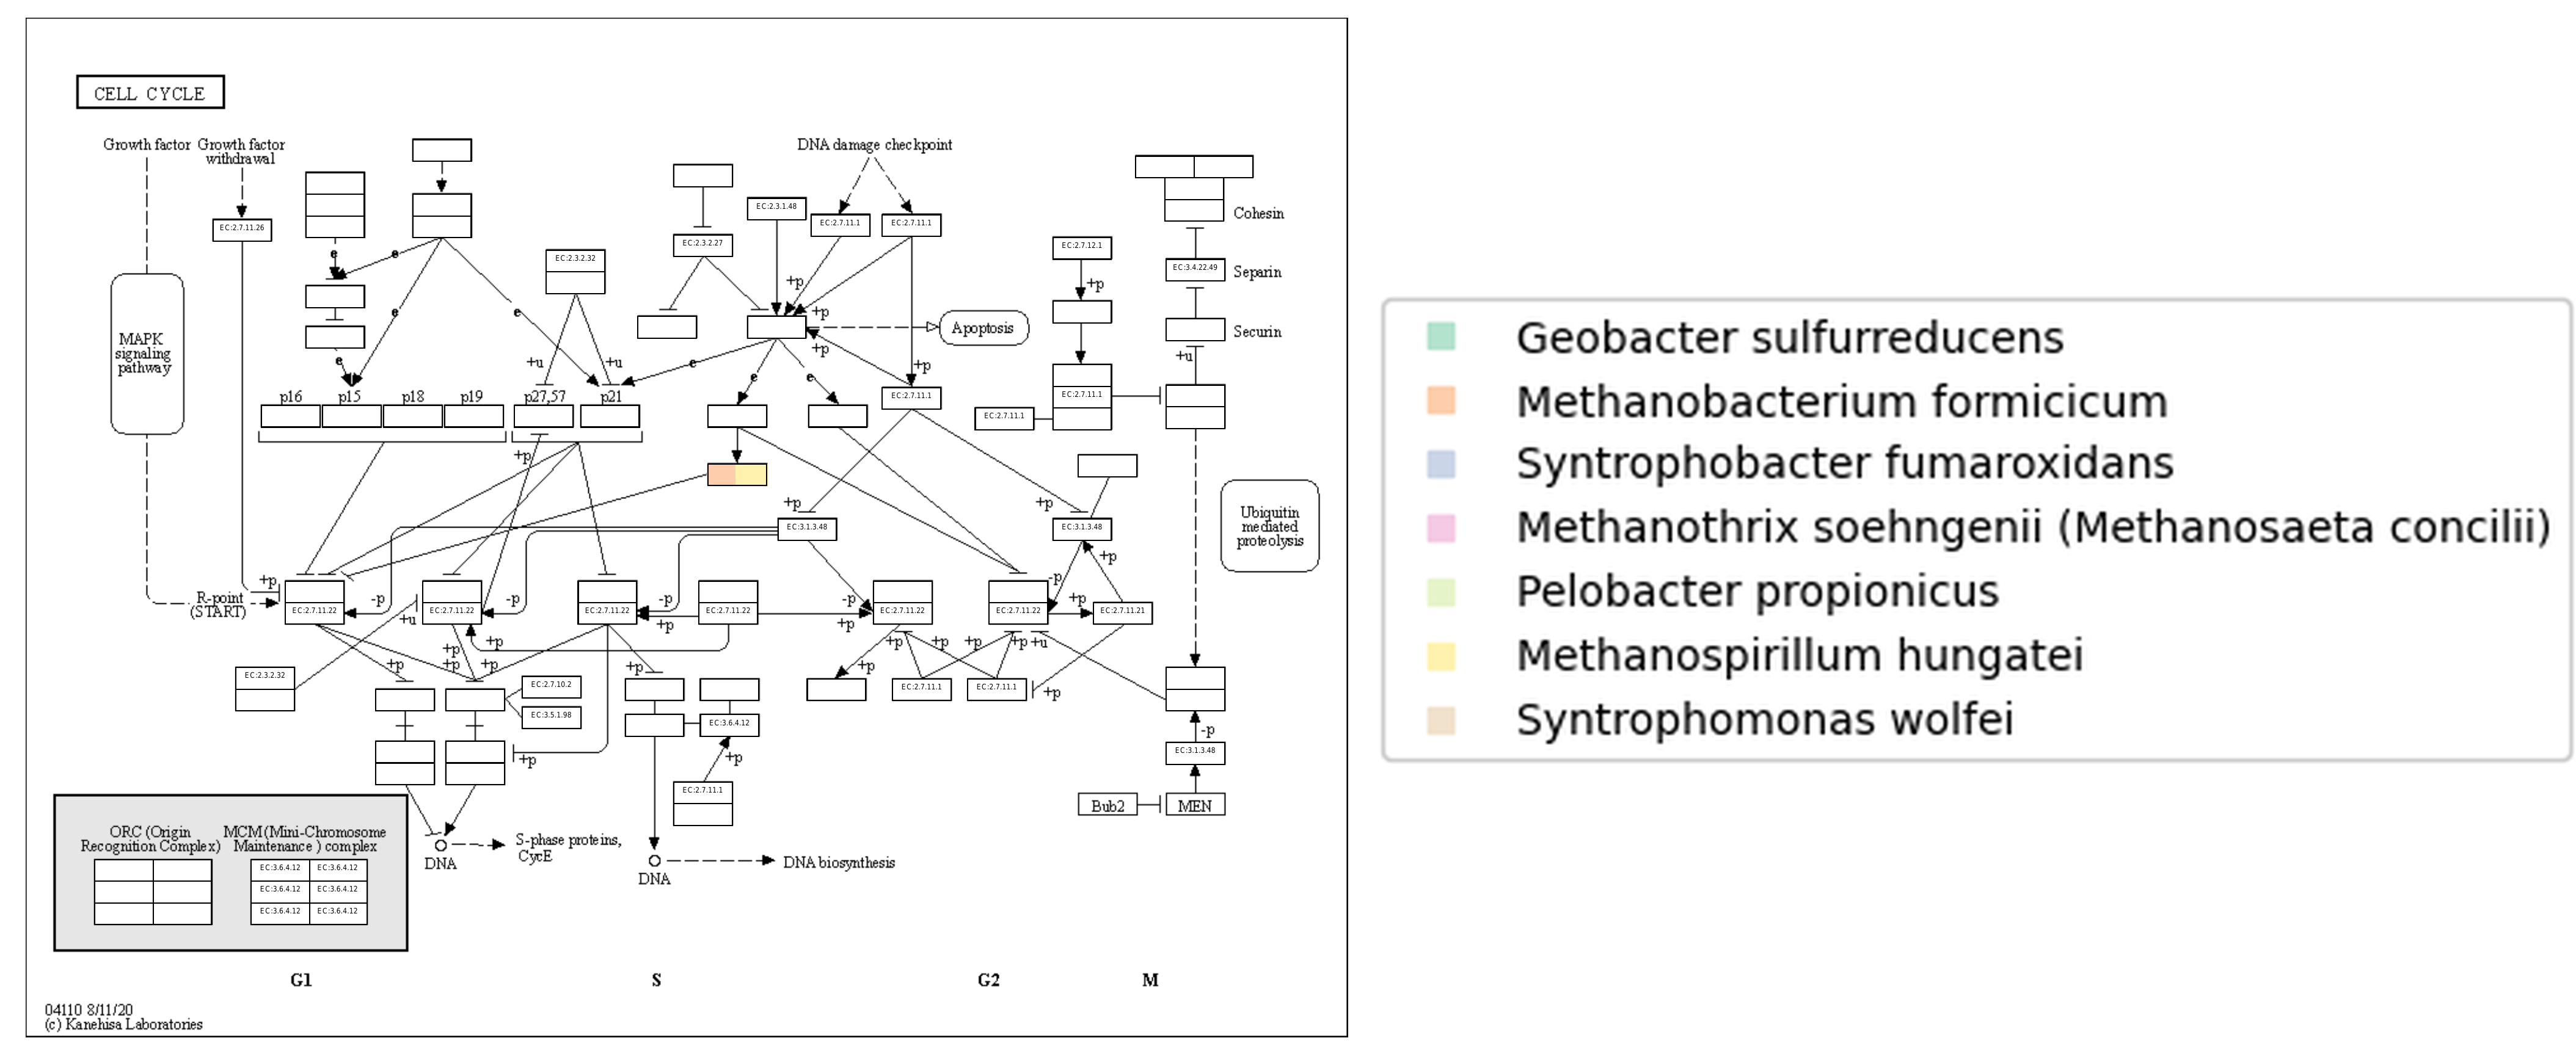 CELL CYCLE
Growth factor
Growth factor
withdrawal
DNA damage checkpoint
EC:2.7.11.26
EC:2.3.1.48
EC:2.7.11.1
EC:2.7.11.1
Cohesin
e
e
EC:2.3.2.27
EC:2.7.12.1
EC:2.3.2.32
EC:3.4.22.49
Separin
+p
+p
e
e
+p
Apoptosis
Securin
MAPK
signaling
pathway
+p
+u
e
+u
+u
e
+p
e
e
p16
p15
p18
p19
p27,57
p21
EC:2.7.11.1
EC:2.7.11.1
EC:2.7.11.1
+p
+p
+p
EC:3.1.3.48
EC:3.1.3.48
Ubiquitin
mediated
proteolysis
+p
+p
-p
R-point
(START)
-p
-p
-p
-p
+p
EC:2.7.11.22
EC:2.7.11.22
EC:2.7.11.22
EC:2.7.11.22
EC:2.7.11.22
EC:2.7.11.22
EC:2.7.11.21
+u
+p
+p
+p
+p
+p
+p
+p
+u
+p
+p
+p
+p
+p
+p
EC:2.3.2.32
EC:2.7.10.2
EC:2.7.11.1
EC:2.7.11.1
+p
EC:3.5.1.98
EC:3.6.4.12
-p
+p
+p
EC:3.1.3.48
EC:2.7.11.1
Bub2
MEN
ORC (Origin
Recognition Complex)
MCM (Mini-Chromosome
Maintenance ) complex
EC:3.6.4.12
EC:3.6.4.12
EC:3.6.4.12
EC:3.6.4.12
EC:3.6.4.12
EC:3.6.4.12
DNA
S-phase proteins,
CycE
DNA
DNA biosynthesis
G1
S
G2
M
04110 8/11/20
(c) Kanehisa Laboratories
Geobacter sulfurreducens
Methanobacterium formicicum
Syntrophobacter fumaroxidans
Methanothrix soehngenii (Methanosaeta concilii)
Pelobacter propionicus
Methanospirillum hungatei
Syntrophomonas wolfei